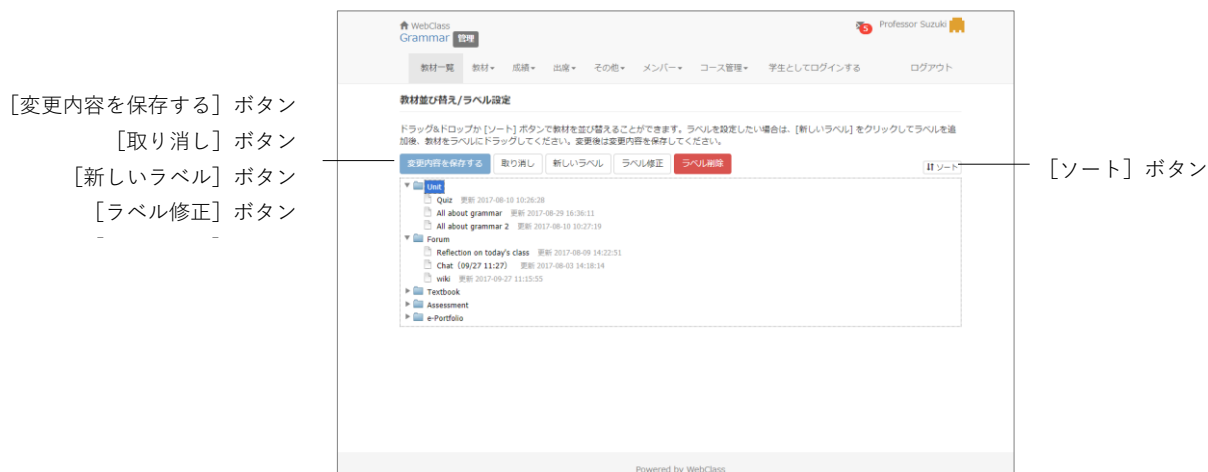 WebClass
Grammar 管理
5 Professor Suzuki
教材一覧 教材 成績 出席 その他 メンバー コース管理 学生としてログインする ログアウト
教材並び替え/ラベル設定
ドラッグ&ドロップか [ソート] ボタンで教材を並び替えることができます。ラベルを設定したい場合は、[新しいラベル] をクリックしてラベルを追
加後、教材をラベルにドラッグしてください。変更後は変更内容を保存してください。
変更内容を保存する 取り消し 新しいラベル ラベル修正 ラベル削除 ソート
Unit
Quiz 更新 2017-08-10 10:26:28
All about grammar 更新 2017-08-29 16:36:11
All about grammar 2 更新 2017-08-10 10:27:19
Forum
Reflection on today's class 更新 2017-08-09 14:22:51
Chat（09/27 11:27） 更新 2017-08-03 14:18:14
wiki 更新 2017-09-27 11:15:55
Textbook
Assessment
e-Portfolio
Powered by WebClass
［変更内容を保存する］ボタン
［取り消し］ボタン
［新しいラベル］ボタン
［ラベル修正］ボタン
［ソート］ボタン